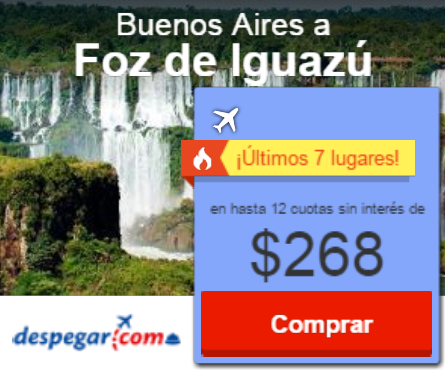 Buenos Aires a
Foz de Iguazú
¡Últimos 7 lugares!
en hasta 12 cuotas sin interés de
$268
Comprar
despegar.com